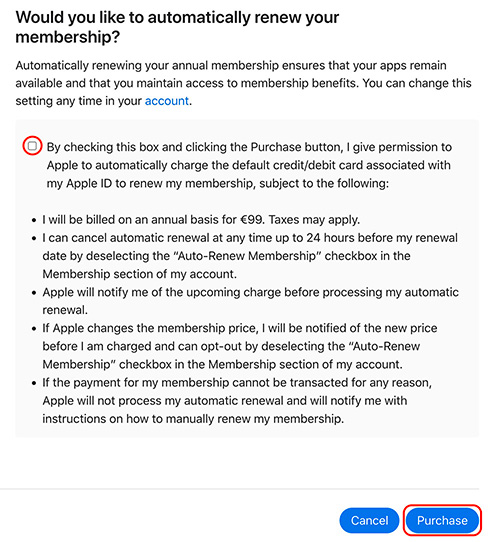 Would you like to automatically renew your
membership?
Automatically renewing your annual membership ensures that your apps remain
available and that you maintain access to membership benefits. You can change this
setting any time in your account.
By checking this box and clicking the Purchase button, I give permission to
Apple to automatically charge the default credit/debit card associated with
my Apple ID to renew my membership, subject to the following:
• I will be billed on an annual basis for €99. Taxes may apply.
• I can cancel automatic renewal at any time up to 24 hours before my renewal
date by deselecting the “Auto-Renew Membership” checkbox in the
Membership section of my account.
• Apple will notify me of the upcoming charge before processing my automatic
renewal.
• If Apple changes the membership price, I will be notified of the new price
before I am charged and can opt-out by deselecting the “Auto-Renew
Membership” checkbox in the Membership section of my account.
• If the payment for my membership cannot be transacted for any reason,
Apple will not process my automatic renewal and will notify me with
instructions on how to manually renew my membership.
Cancel Purchase